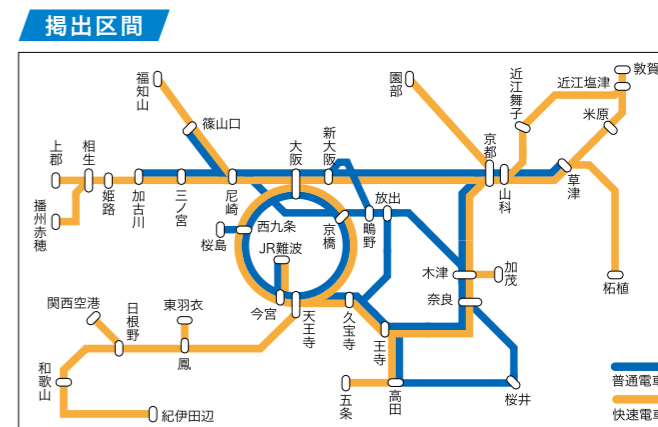 掲出区間
福知山
篠山口
園部
近江舞子
近江塩津
敦賀
米原
上郡
相生
姫路
播州赤穂
加古川
三ノ宮
尼崎
大阪
新大阪
京都
山科
草津
柘植
桜島
西九条
京橋
鴫野
放出
JR難波
今宮
天王寺
久宝寺
王寺
木津
加茂
奈良
関西空港
日根野
東羽衣
鳳
和歌山
紀伊田辺
五条
高田
桜井
普通電車
快速電車